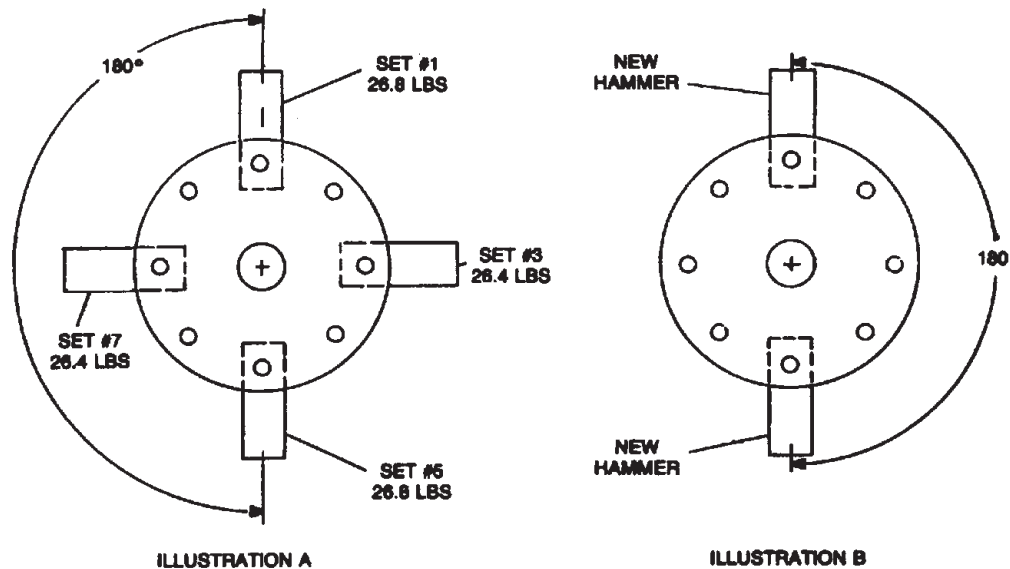 180°
SET #1
26.8 LBS
SET #3
26.4 LBS
SET #7
26.4 LBS
SET #5
26.8 LBS
ILLUSTRATION A
NEW
HAMMER
180
NEW
HAMMER
ILLUSTRATION B